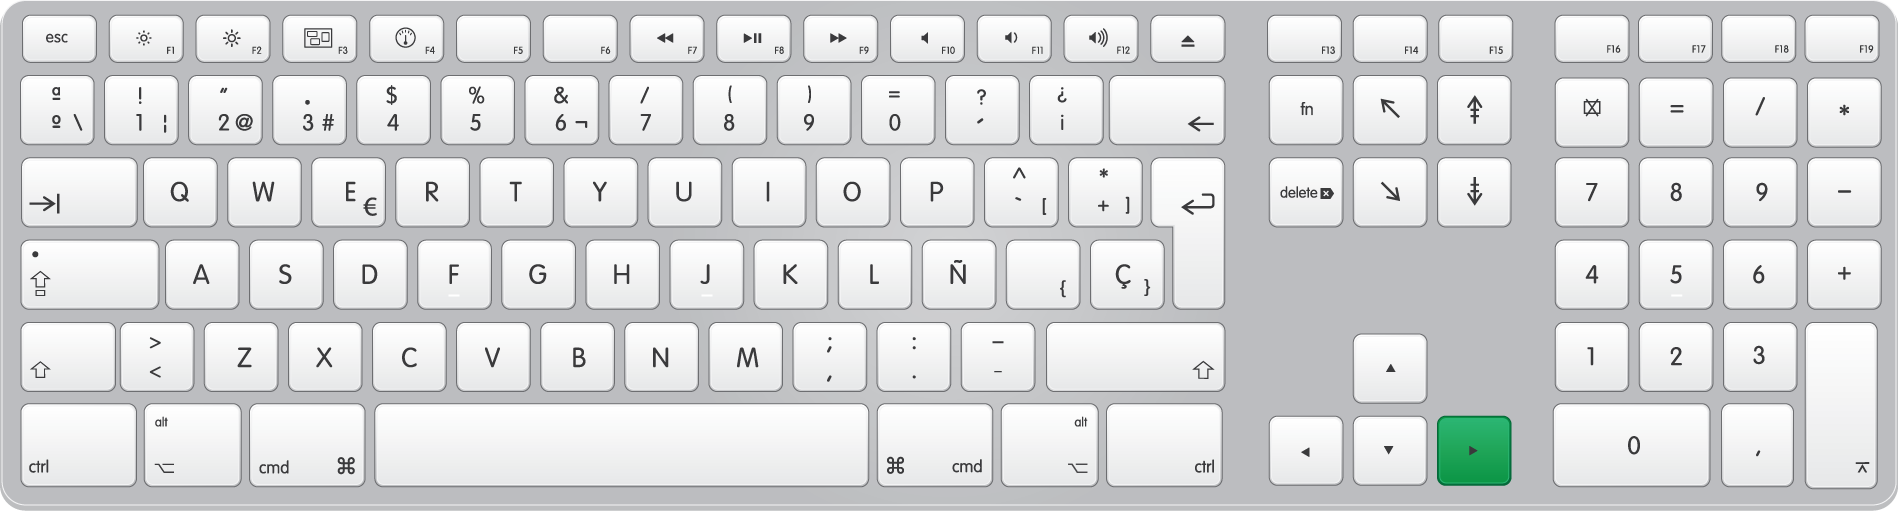 esc F1 F2 F3 F4 F5 F6 F7 F8 F9 F10 F11 F12 F13 F14 F15 F16 F17 F18 F19
ª ! ″ · $ % & / ( ) = ? ¿
º \ 1 ¦ 2 @ 3 # 4 5 6 ¬ 7 8 9 0 ´ ¡ ← fn ↖ ⇞ = / *
Q W E € R T Y U I O P ^ ` [ * + ] delete ↘ ⇟ 7 8 9 −
A S D F G H J K L Ñ { Ç } 4 5 6 +
> ; : –
< Z X C V B N M , . - 1 2 3
alt alt
ctrl ⌥ cmd ⌘ ⌘ cmd ⌥ ctrl 0 ,